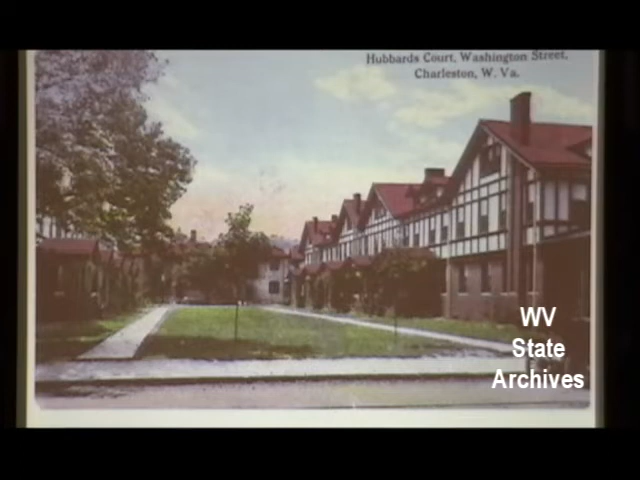 Hubbards Court, Washington Street,
Charleston, W. Va.
WV
State
Archives